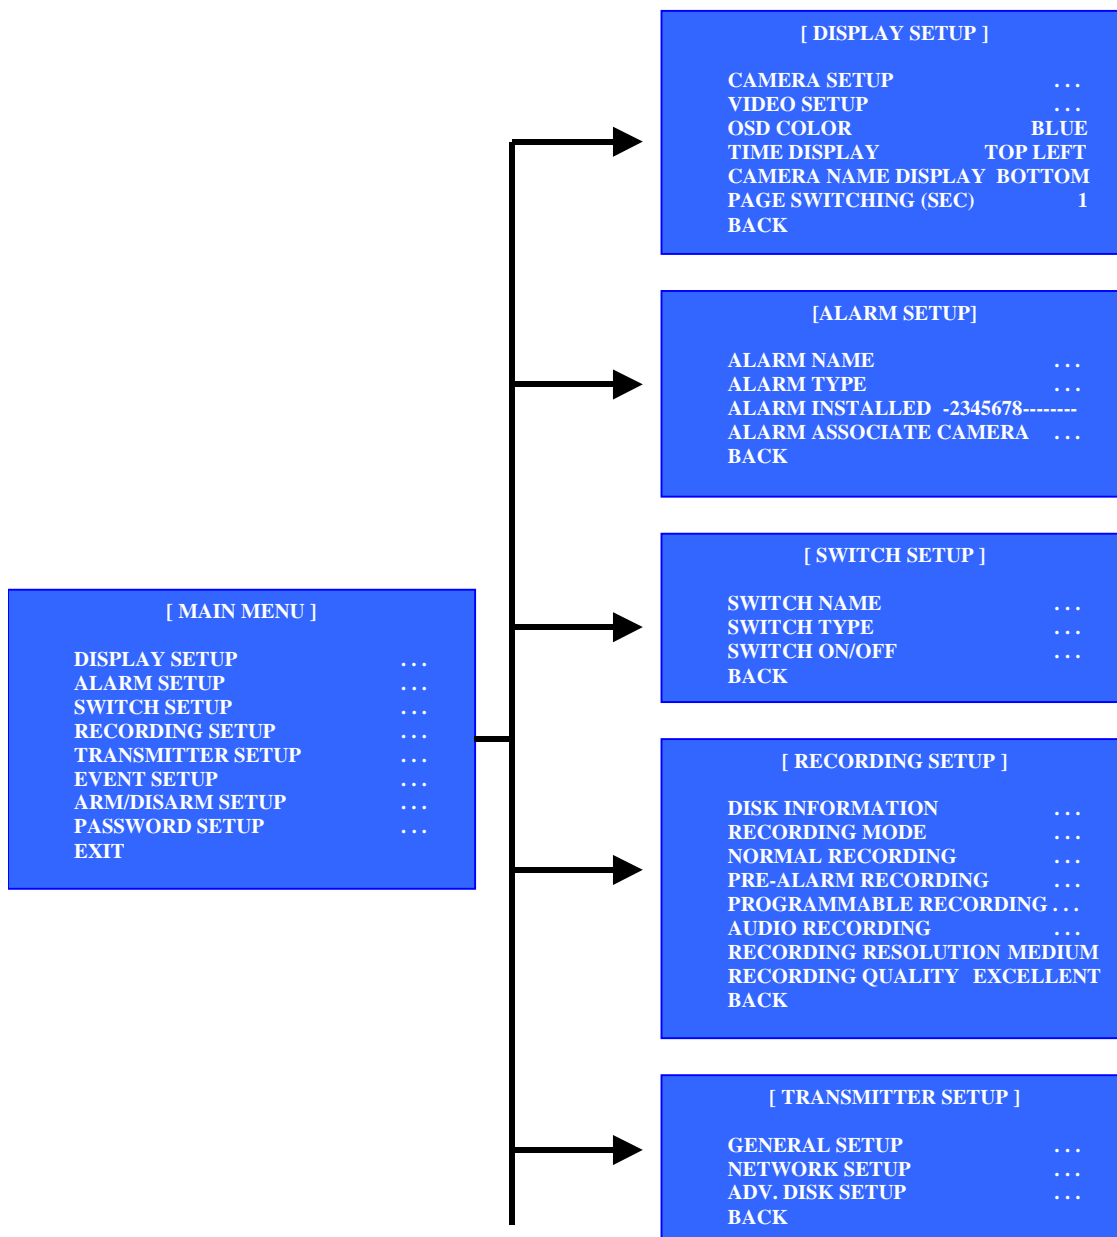 [ DISPLAY SETUP ]
CAMERA SETUP . . .
VIDEO SETUP . . .
OSD COLOR BLUE
TIME DISPLAY TOP LEFT
CAMERA NAME DISPLAY BOTTOM
PAGE SWITCHING (SEC) 1
BACK
[ALARM SETUP]
ALARM NAME . . .
ALARM TYPE . . .
ALARM INSTALLED -2345678--------
ALARM ASSOCIATE CAMERA . . .
BACK
[ SWITCH SETUP ]
SWITCH NAME . . .
SWITCH TYPE . . .
SWITCH ON/OFF . . .
BACK
[ MAIN MENU ]
DISPLAY SETUP . . .
ALARM SETUP . . .
SWITCH SETUP . . .
RECORDING SETUP . . .
TRANSMITTER SETUP . . .
EVENT SETUP . . .
ARM/DISARM SETUP . . .
PASSWORD SETUP . . .
EXIT
[ RECORDING SETUP ]
DISK INFORMATION . . .
RECORDING MODE . . .
NORMAL RECORDING . . .
PRE-ALARM RECORDING . . .
PROGRAMMABLE RECORDING . . .
AUDIO RECORDING . . .
RECORDING RESOLUTION MEDIUM
RECORDING QUALITY EXCELLENT
BACK
[ TRANSMITTER SETUP ]
GENERAL SETUP . . .
NETWORK SETUP . . .
ADV. DISK SETUP . . .
BACK